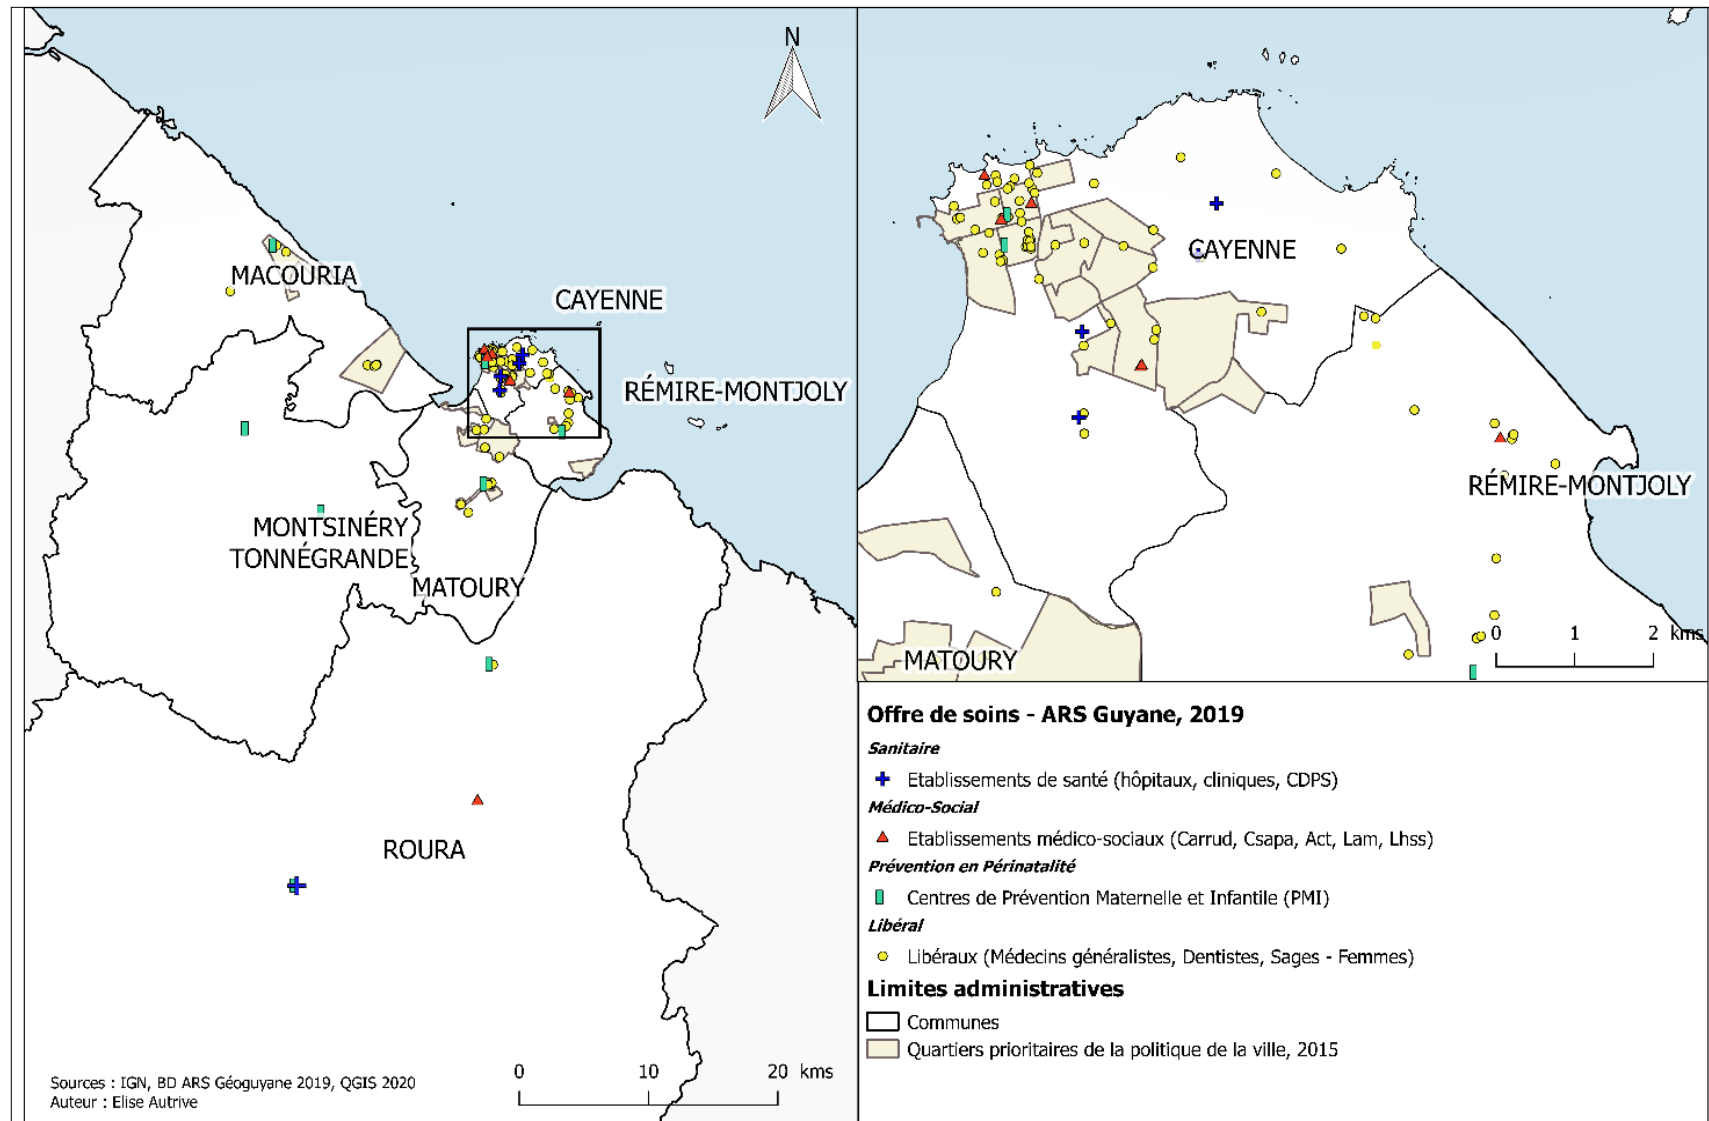 N
MACOURIA
CAYENNE
RÉMIRE-MONTJOLY
MONTSINÉRY
TONNÉGRANDE
MATOURY
ROURA
0 10 20 kms
Sources : IGN, BD ARS Géoguyane 2019, QGIS 2020
Auteur : Elise Autrive
CAYENNE
RÉMIRE-MONTJOLY
MATOURY
0 1 2 kms
Offre de soins - ARS Guyane, 2019
Sanitaire
Etablissements de santé (hôpitaux, cliniques, CDPS)
Médico-Social
Etablissements médico-sociaux (Carrud, Csapa, Act, Lam, Lhss)
Prévention en Périnatalité
Centres de Prévention Maternelle et Infantile (PMI)
Libéral
Libéraux (Médecins généralistes, Dentistes, Sages - Femmes)
Limites administratives
Communes
Quartiers prioritaires de la politique de la ville, 2015